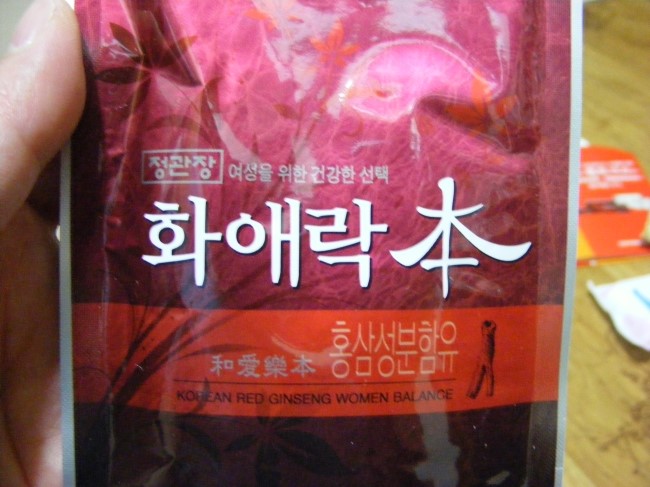 정관장 여성을 위한 건강한 선택
화애락 本
홍삼성분함유
和愛樂本
KOREAN RED GINSENG WOMEN BALANCE